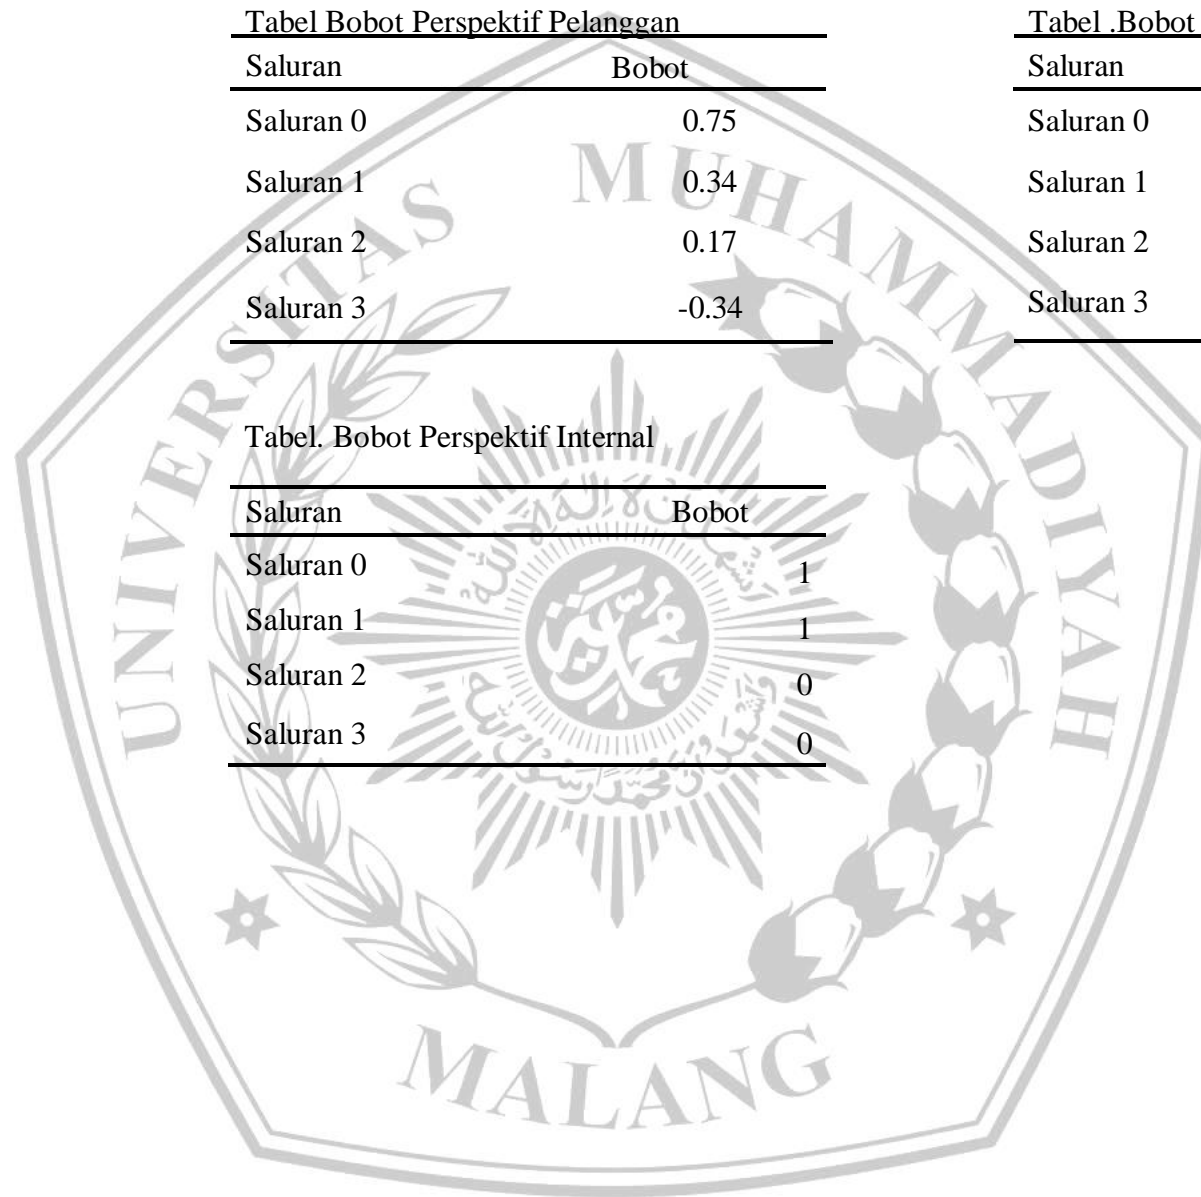 Tabel Bobot Perspektif Pelanggan
Saluran Bobot
Saluran 0 0.75
Saluran 1 0.34
Saluran 2 0.17
Saluran 3 -0.34
Tabel .Bobot
Saluran
Saluran 0
Saluran 1
Saluran 2
Saluran 3
Tabel. Bobot Perspektif Internal
Saluran Bobot
Saluran 0 1
Saluran 1 1
Saluran 2 0
Saluran 3 0
UNIVERSITAS MUHAMMADIYAH
MALANG